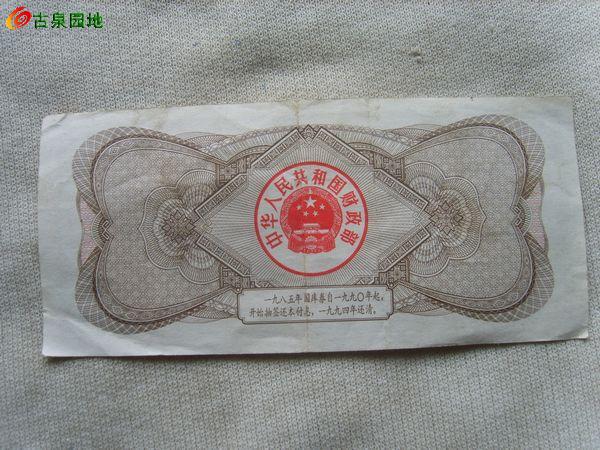 古泉园地
中华人民共和国财政部
一九八五年国库券自一九九〇年起，
开始抽签还本付息，一九九四年还清。